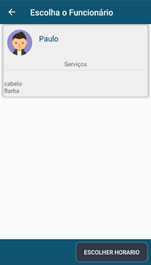 Escolha o Funcionário
Paulo
Serviços
cabelo
Barba
ESCOLHER HORARIO